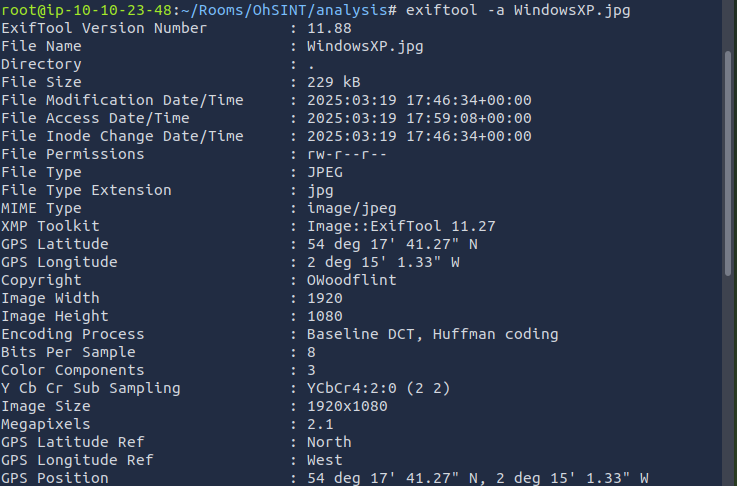 root@ip-10-10-23-48:~/Rooms/OhSINT/analysis# exiftool -a WindowsXP.jpg
ExifTool Version Number         : 11.88
File Name                       : WindowsXP.jpg
Directory                       : .
File Size                       : 229 kB
File Modification Date/Time     : 2025:03:19 17:46:34+00:00
File Access Date/Time           : 2025:03:19 17:59:08+00:00
File Inode Change Date/Time     : 2025:03:19 17:46:34+00:00
File Permissions                : rw-r--r--
File Type                       : JPEG
File Type Extension             : jpg
MIME Type                       : image/jpeg
XMP Toolkit                     : Image::ExifTool 11.27
GPS Latitude                    : 54 deg 17' 41.27" N
GPS Longitude                   : 2 deg 15' 1.33" W
Copyright                       : OWoodflint
Image Width                     : 1920
Image Height                    : 1080
Encoding Process                : Baseline DCT, Huffman coding
Bits Per Sample                 : 8
Color Components                : 3
Y Cb Cr Sub Sampling            : YCbCr4:2:0 (2 2)
Image Size                      : 1920x1080
Megapixels                      : 2.1
GPS Latitude Ref                : North
GPS Longitude Ref               : West
GPS Position                    : 54 deg 17' 41.27" N, 2 deg 15' 1.33" W